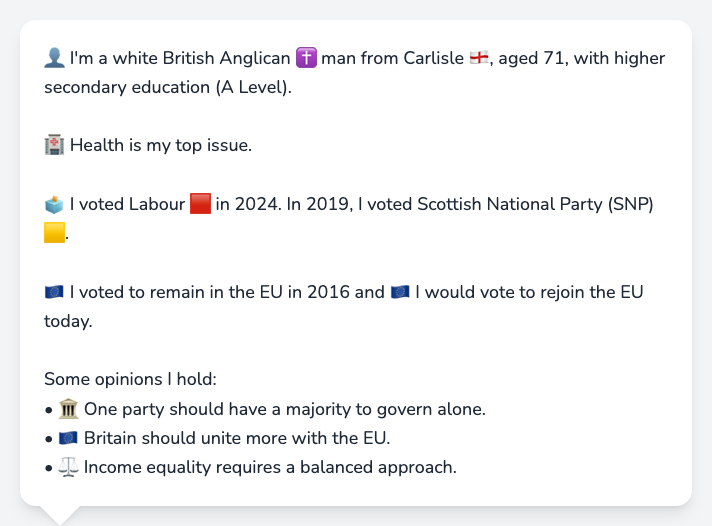 👤 I'm a white British Anglican ✝️ man from Carlisle 🏴󠁧󠁢󠁥󠁮󠁧󠁿, aged 71, with higher
secondary education (A Level).
🏥 Health is my top issue.
🗳️ I voted Labour 🟥 in 2024. In 2019, I voted Scottish National Party (SNP)
🟨.
🇪🇺 I voted to remain in the EU in 2016 and 🇪🇺 I would vote to rejoin the EU
today.
Some opinions I hold:
• 🏛️ One party should have a majority to govern alone.
• 🇪🇺 Britain should unite more with the EU.
• ⚖️ Income equality requires a balanced approach.